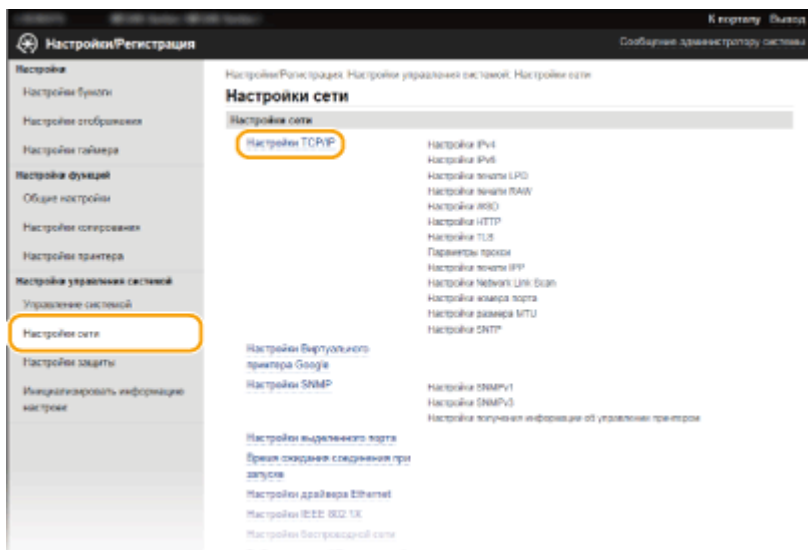 К порталу Выход
Настройки/Регистрация
Сообщение администратору системы
Настройки
Настройки бумаги
Настройки отображения
Настройки таймера
Настройки функций
Общие настройки
Настройки копирования
Настройки принтера
Настройки управления системой
Управление системой
Настройки сети
Настройки защиты
Инициализировать информацию
настроек
Настройки/Регистрация: Настройки управления системой: Настройки сети
Настройки сети
Настройки сети
Настройки TCP/IP
Настройки IPv4
Настройки IPv6
Настройки печати LPD
Настройки печати RAW
Настройки WSD
Настройки HTTP
Настройки TLS
Параметры прокси
Настройки печати IPP
Настройки Network Link Scan
Настройки номера порта
Настройки размера MTU
Настройки SNTP
Настройки Виртуального
принтера Google
Настройки SNMP
Настройки SNMPv1
Настройки SNMPv3
Настройки получения информации об управлении принтером
Настройки выделенного порта
Время ожидания соединения при
запуске
Настройки драйвера Ethernet
Настройки IEEE 802.1X
Настройки беспроводной сети